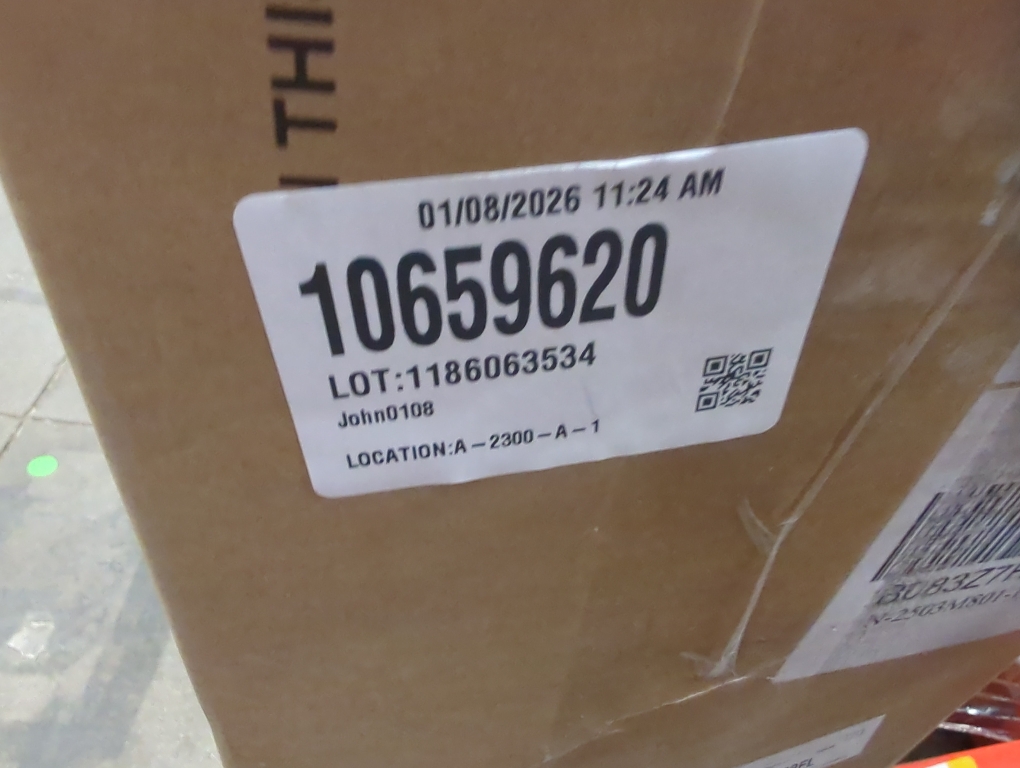 THI
01/08/2026 11:24 AM
10659620
LOT:1186063534
John0108
LOCATION:A-2300-A-1